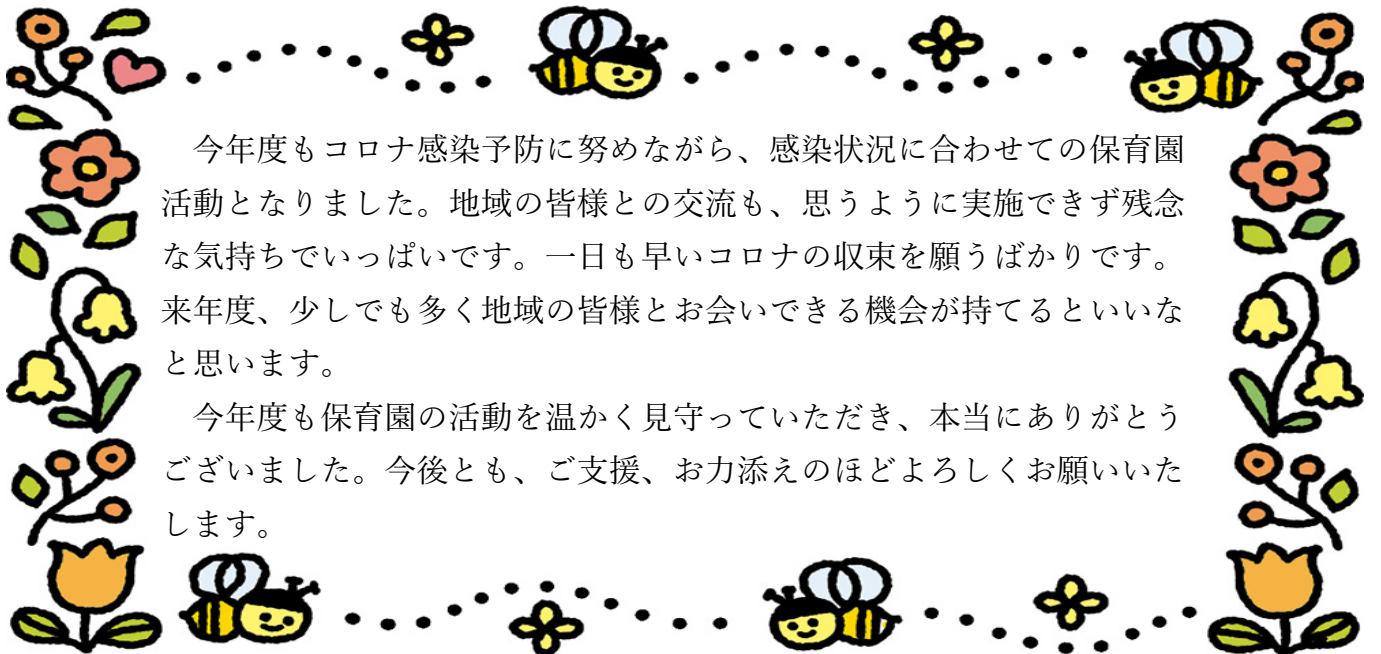 今年度もコロナ感染予防に努めながら、感染状況に合わせての保育園
活動となりました。地域の皆様との交流も、思うように実施できず残念
な気持ちでいっぱいです。一日も早いコロナの収束を願うばかりです。
来年度、少しでも多く地域の皆様とお会いできる機会が持てるといいな
と思います。
　今年度も保育園の活動を温かく見守っていただき、本当にありがとう
ございました。今後とも、ご支援、お力添えのほどよろしくお願いいた
します。